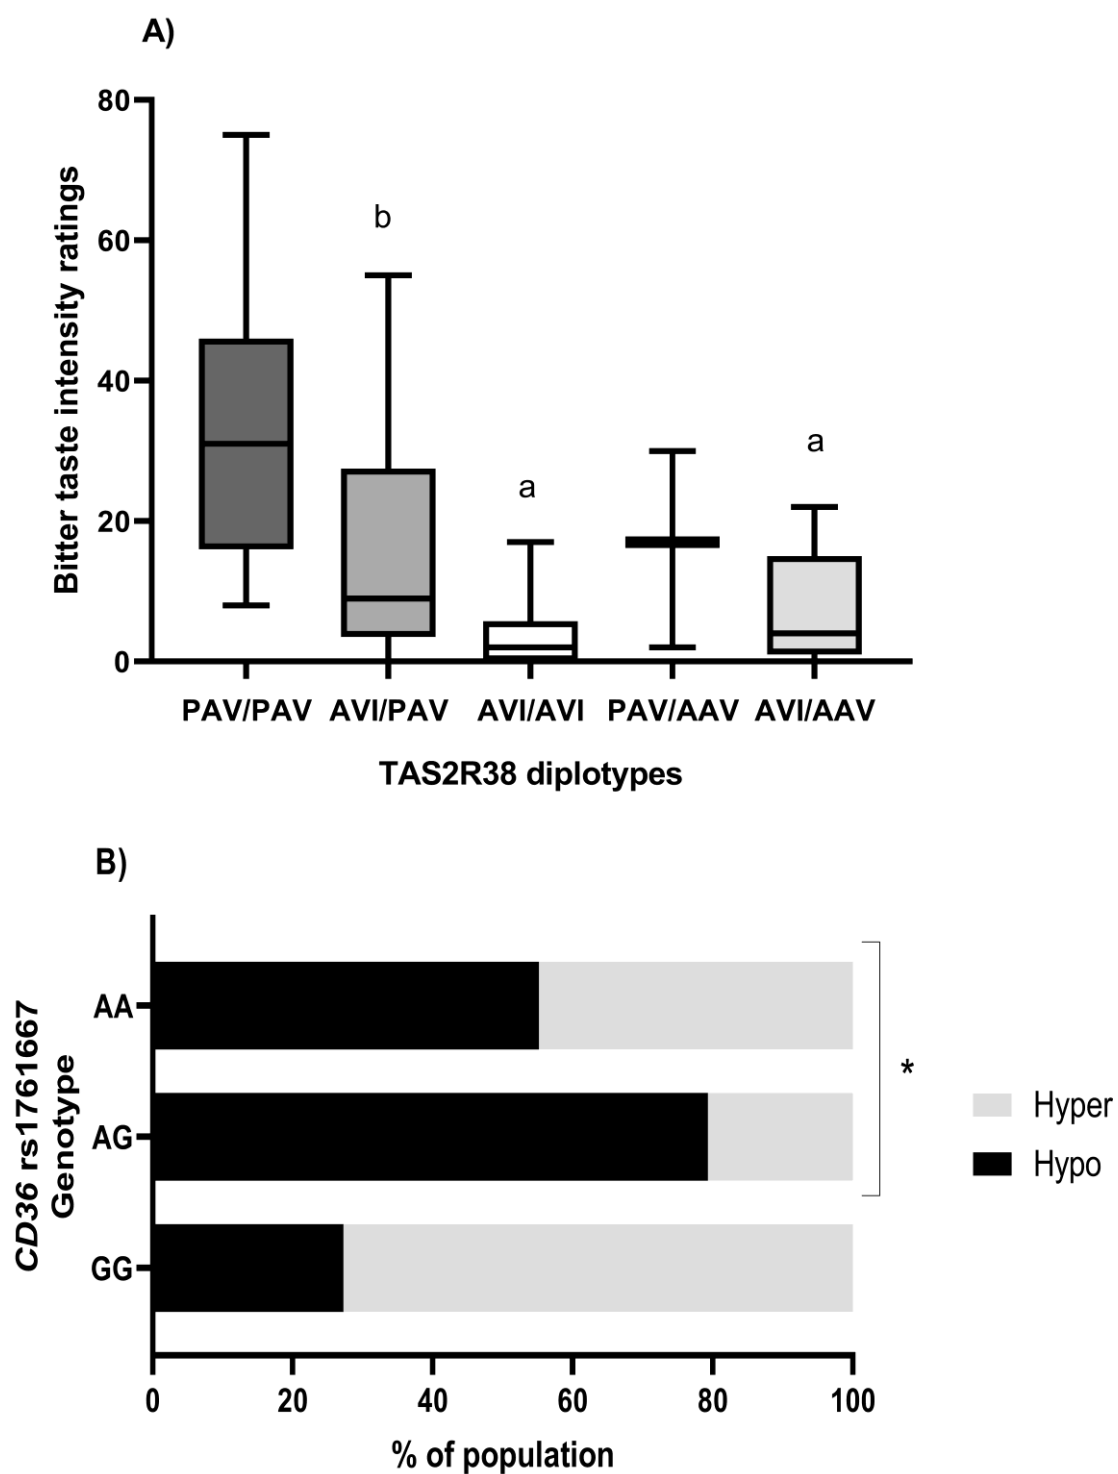 A)
80
60
40
20
0
Bitter taste intensity ratings
b
a
a
PAV/PAV AVI/PAV AVI/AVI PAV/AAV AVI/AAV
TAS2R38 diplotypes
B)
CD36 rs1761667
Genotype
AA
AG
GG
*
Hyper
Hypo
0 20 40 60 80 100
% of population